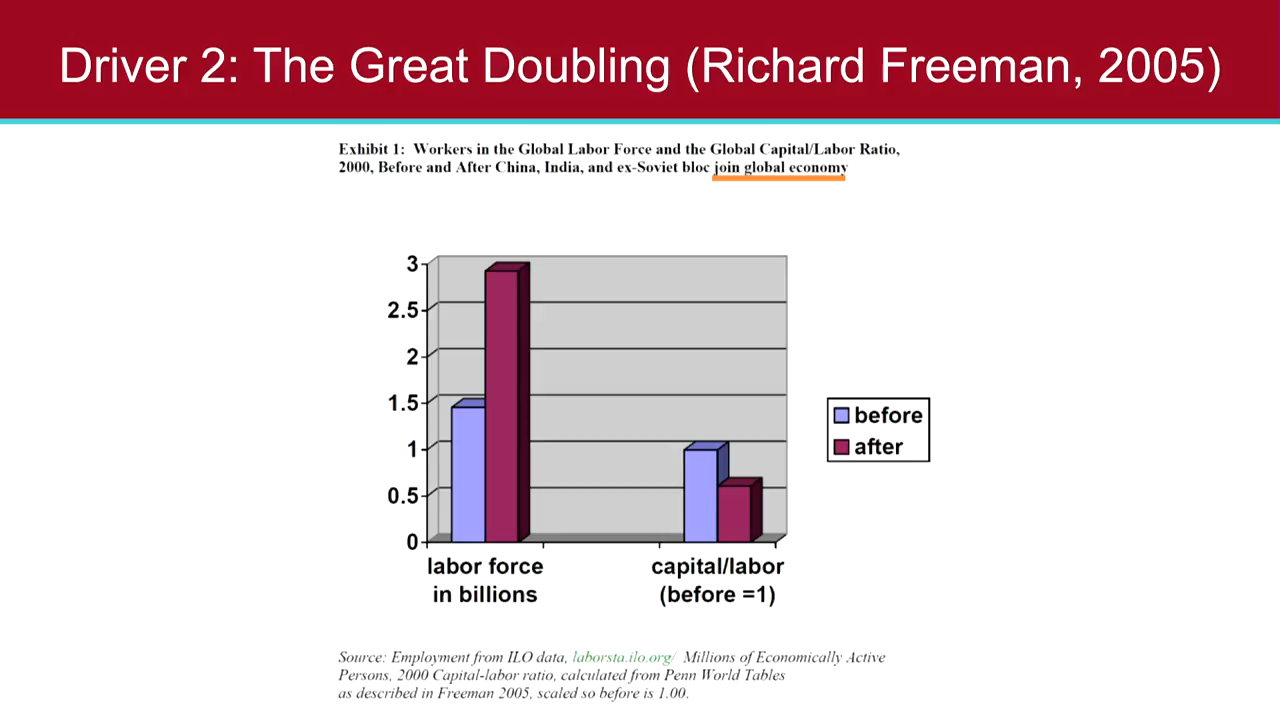 Driver 2: The Great Doubling (Richard Freeman, 2005)
Exhibit 1: Workers in the Global Labor Force and the Global Capital/Labor Ratio,
2000, Before and After China, India, and ex-Soviet bloc join global economy
3
2.5
2
1.5
1
0.5
0
labor force
in billions
capital/labor
(before =1)
before
after
Source: Employment from ILO data, laborsta.ilo.org/ Millions of Economically Active
Persons, 2000 Capital-labor ratio, calculated from Penn World Tables
as described in Freeman 2005, scaled so before is 1.00.